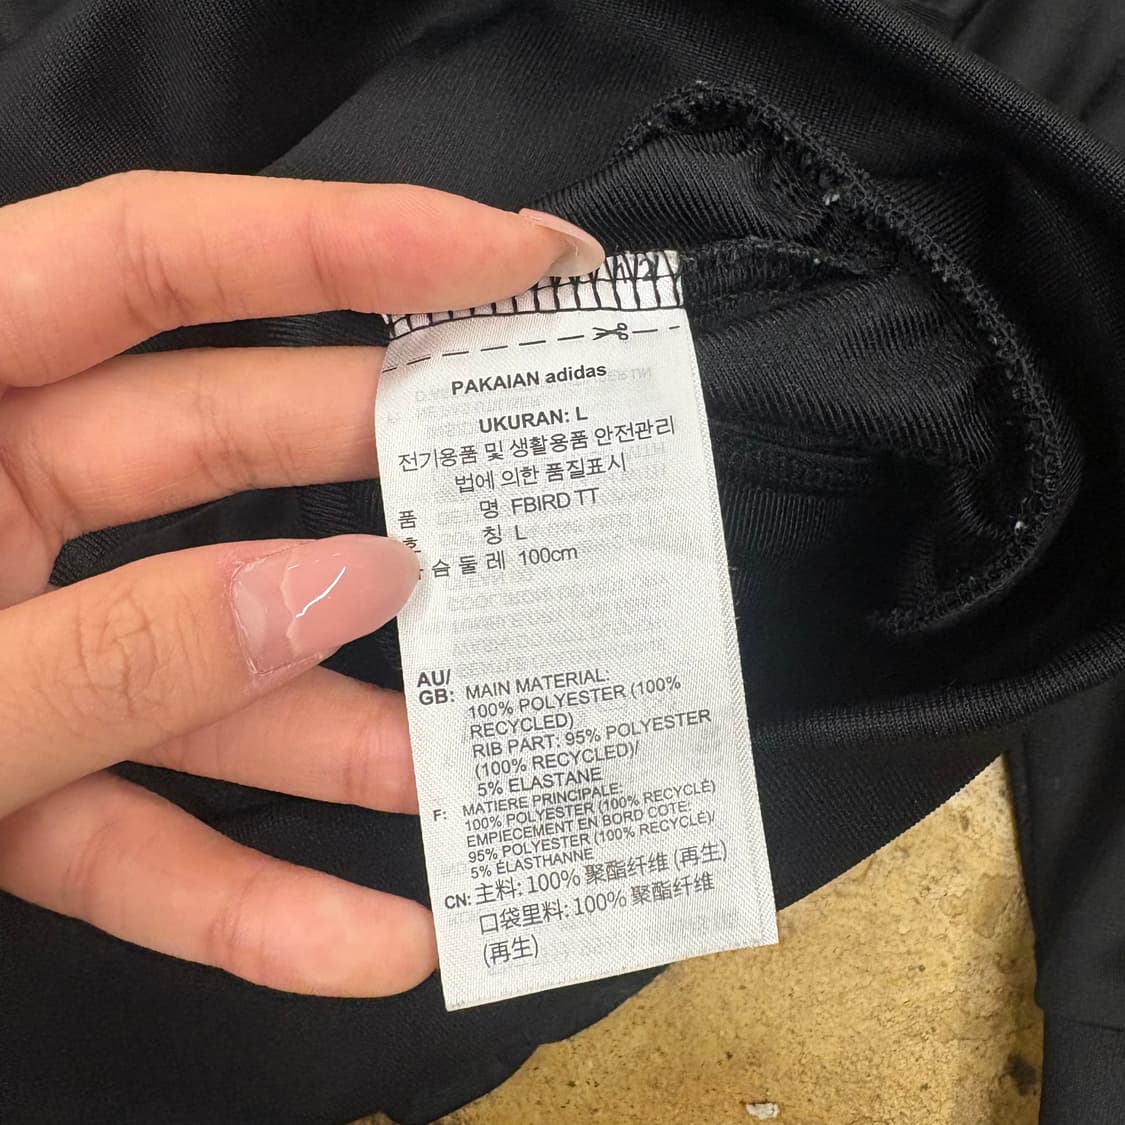 PAKAIAN adidas
UKURAN: L
전기용품 및 생활용품 안전관리
법에 의한 품질표시
품 명 FBIRD TT
칭 L
슴 둘 레 100cm
AU/
GB: MAIN MATERIAL:
100% POLYESTER (100%
RECYCLED)
RIB PART: 95% POLYESTER
(100% RECYCLED)/
5% ELASTANE
F: MATIERE PRINCIPALE:
100% POLYESTER (100% RECYCLÉ)
EMPIECEMENT EN BORD COTE:
95% POLYESTER (100% RECYCLÉ)/
5% ÉLASTHANNE
CN: 主料: 100% 聚酯纤维 (再生)
口袋里料: 100% 聚酯纤维
(再生)